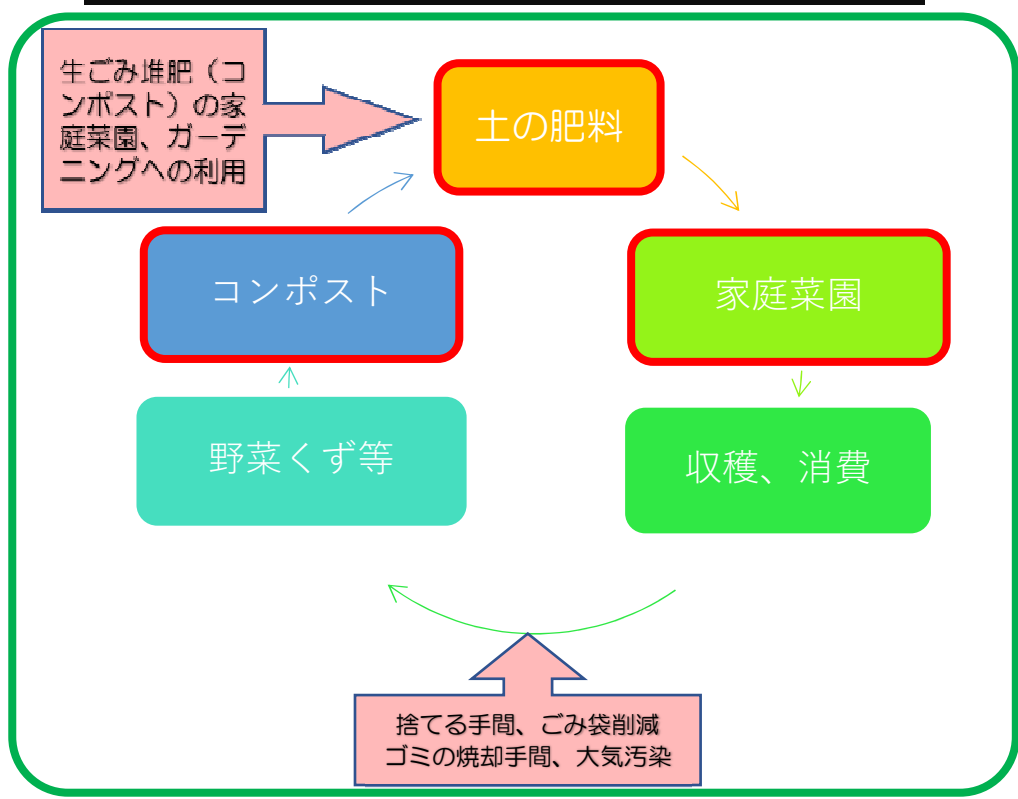 生ごみ堆肥（コ
ンポスト）の家
庭菜園、ガーデ
ニングへの利用
土の肥料
コンポスト
家庭菜園
野菜くず等
収穫、消費
捨てる手間、ごみ袋削減
ゴミの焼却手間、大気汚染